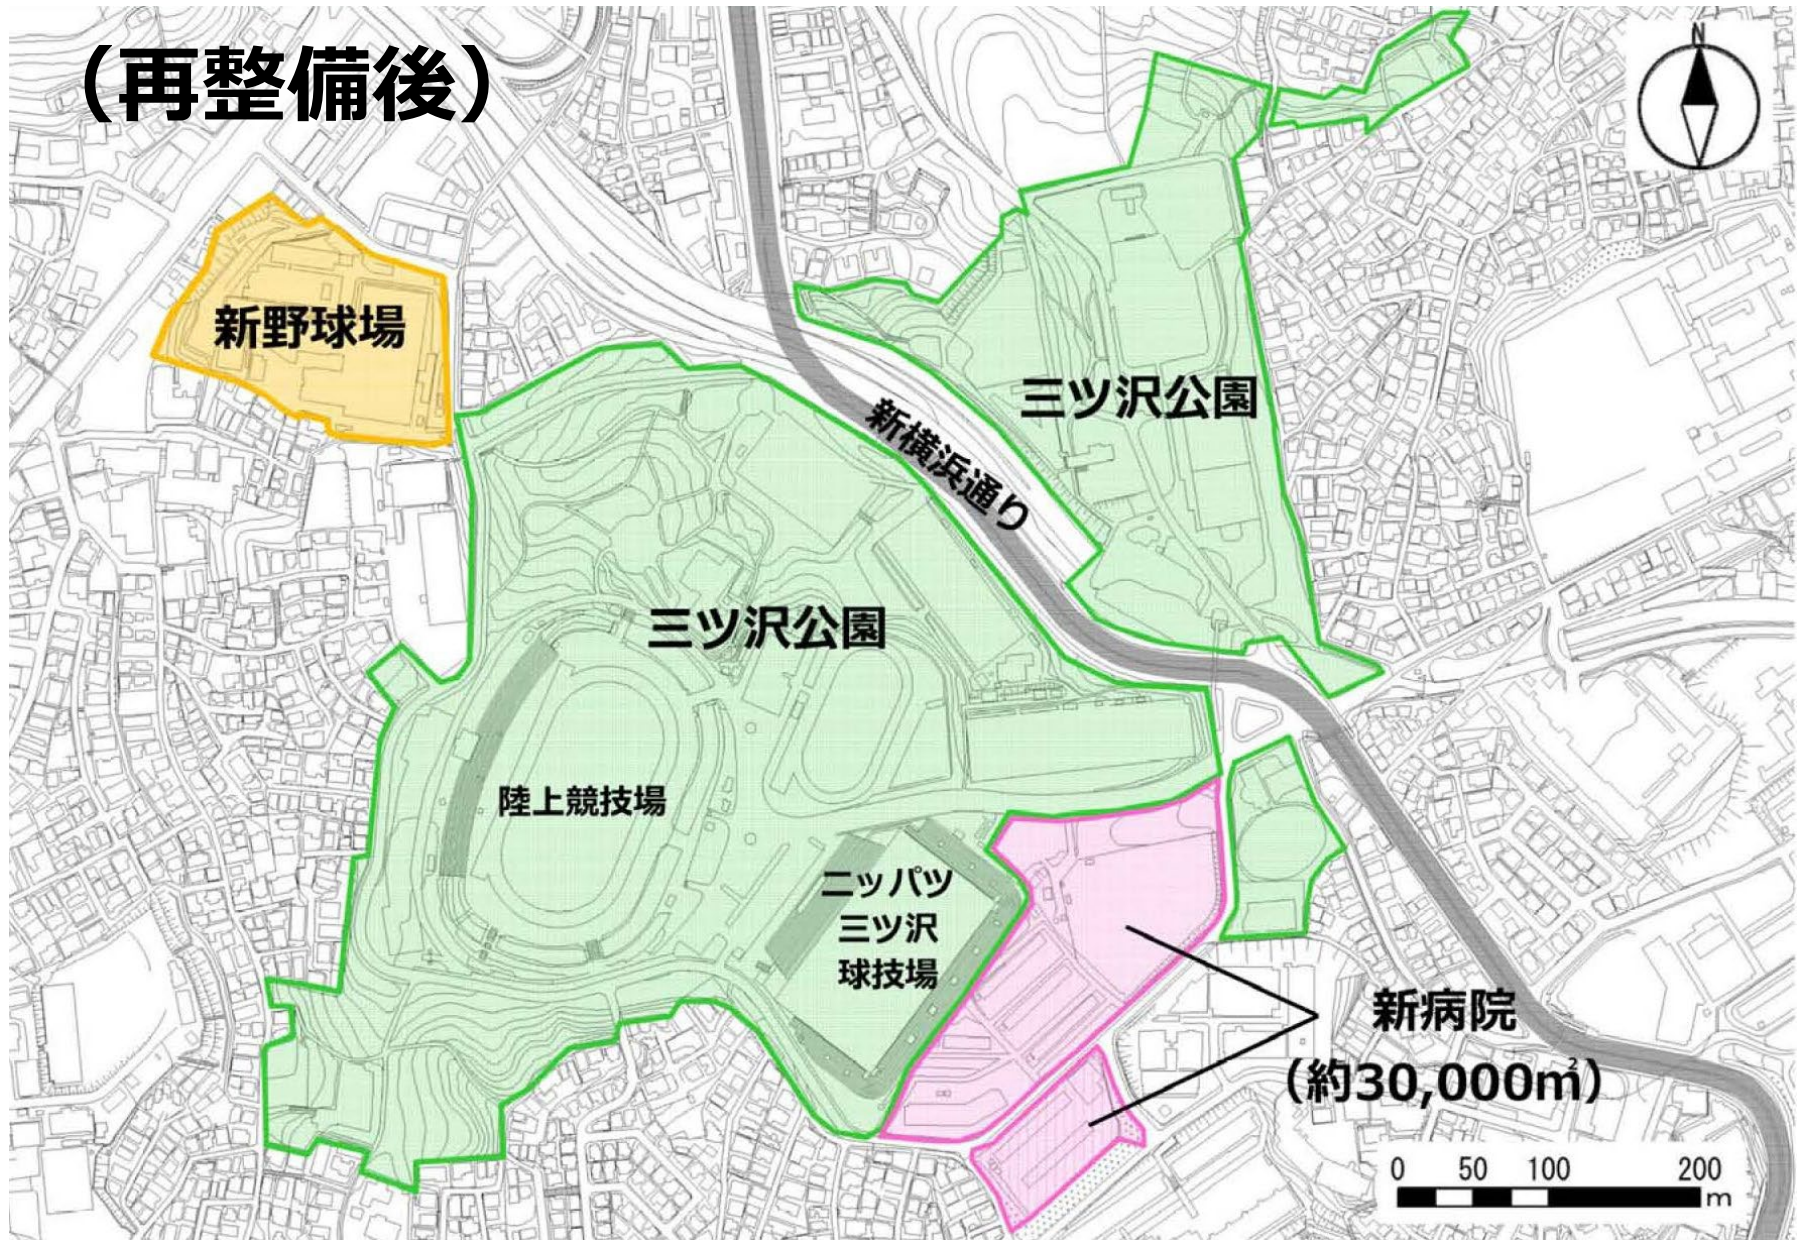 （再整備後）
N
新野球場
三ツ沢公園
新横浜通り
三ツ沢公園
陸上競技場
ニッパツ
三ツ沢
球技場
新病院
（約30,000㎡）
0 50 100 200
m